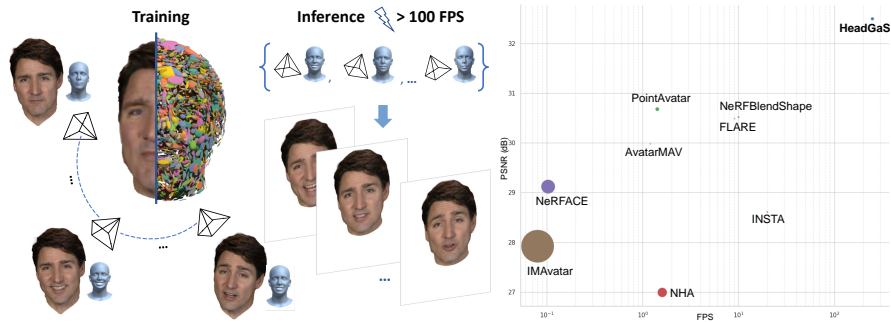 Training
Inference > 100 FPS
{ , , ... }
...
...
...
PSNR (dB)
32
31
30
29
28
27
HeadGaS
PointAvatar
NeRFBlendShape
FLARE
AvatarMAV
NeRFACE
INSTA
IMAvatar
NHA
10⁻¹
10⁰
10¹
10²
FPS